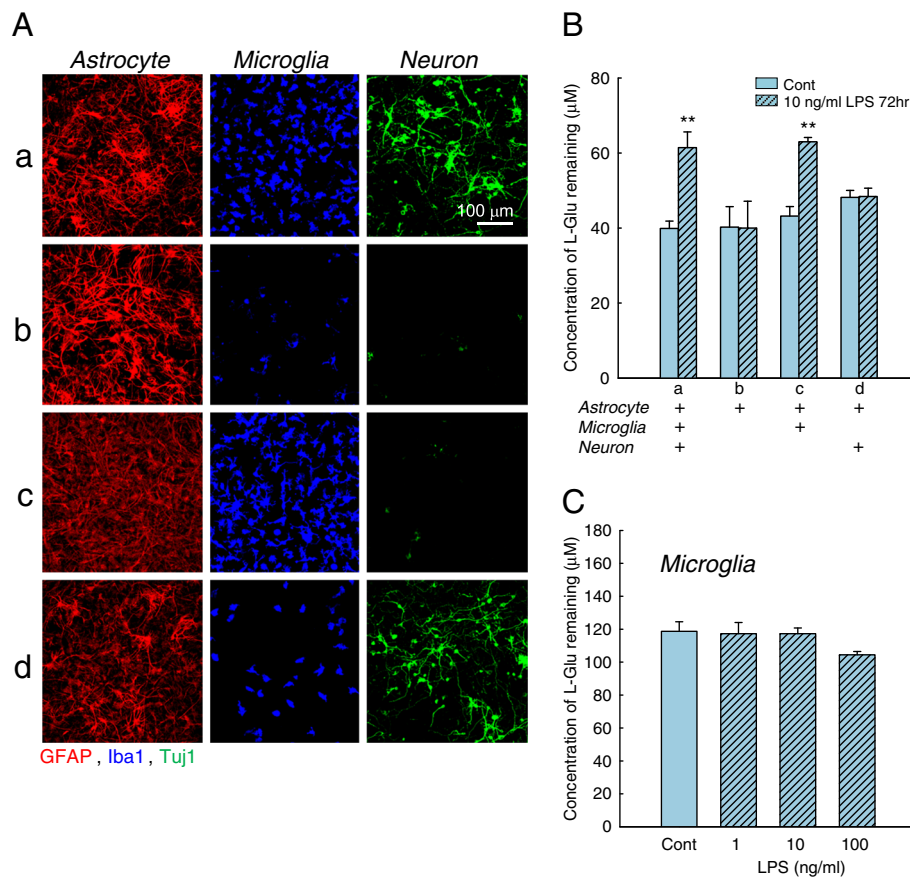 A
Astrocyte Microglia Neuron
a
100 μm
b
c
d
GFAP , Iba1 , Tuj1
B
Concentration of L-Glu remaining (μM)
80
60
40
20
0
Cont
10 ng/ml LPS 72hr
** **
a b c d
Astrocyte + + + +
Microglia + +
Neuron + +
C
Concentration of L-Glu remaining (μM)
180
160
140
120
100
80
60
40
20
0
Microglia
Cont 1 10 100
LPS (ng/ml)